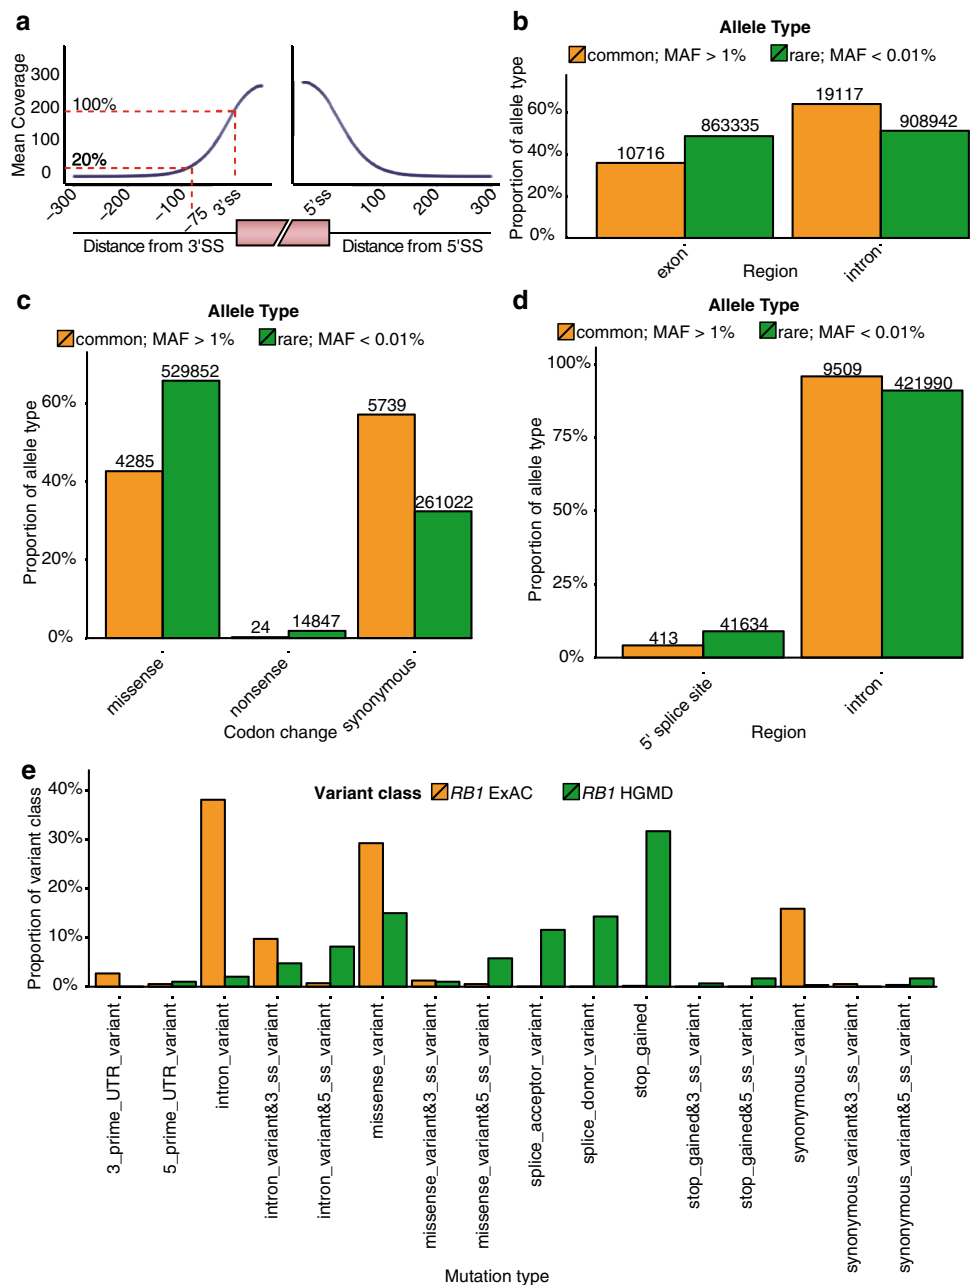 a
Mean Coverage
300
200
100
0
100%
20%
−300
−200
−100
−75
3'ss
5'ss
100
200
300
Distance from 3'SS
Distance from 5'SS
b
Allele Type
common; MAF > 1%
rare; MAF < 0.01%
Proportion of allele type
60%
40%
20%
0%
10716
863335
19117
908942
exon
intron
Region
c
Allele Type
common; MAF > 1%
rare; MAF < 0.01%
Proportion of allele type
60%
40%
20%
0%
4285
529852
24
14847
5739
261022
missense
nonsense
synonymous
Codon change
d
Allele Type
common; MAF > 1%
rare; MAF < 0.01%
Proportion of allele type
100%
75%
50%
25%
0%
413
41634
9509
421990
5' splice site
intron
Region
e
Variant class
RB1 ExAC
RB1 HGMD
Proportion of variant class
40%
30%
20%
10%
0%
3_prime_UTR_variant
5_prime_UTR_variant
intron_variant
intron_variant&3_ss_variant
intron_variant&5_ss_variant
missense_variant
missense_variant&3_ss_variant
missense_variant&5_ss_variant
splice_acceptor_variant
splice_donor_variant
stop_gained
stop_gained&3_ss_variant
stop_gained&5_ss_variant
synonymous_variant
synonymous_variant&3_ss_variant
synonymous_variant&5_ss_variant
Mutation type